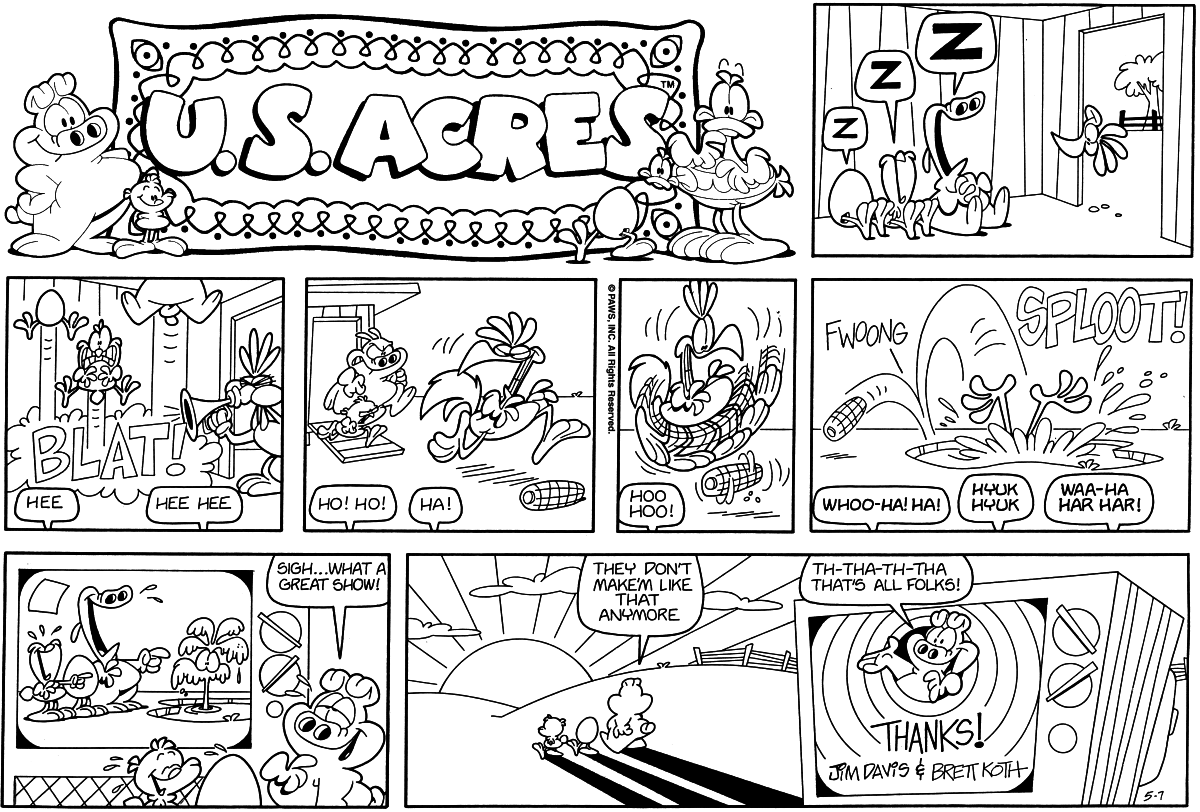 U.S. ACRES
™
Z
Z
Z
BLAT!
HEE
HEE HEE
HO! HO!
HA!
© PAWS, INC. All Rights Reserved.
HOO
HOO!
FWOONG
SPLOOT!
WHOO-HA! HA!
HYUK
HYUK
WAA-HA
HAR HAR!
SIGH...WHAT A
GREAT SHOW!
THEY DON'T
MAKE'M LIKE
THAT
ANYMORE
TH-THA-TH-THA
THAT'S ALL FOLKS!
THANKS!
JIM DAVIS & BRETT KOTH
5-7